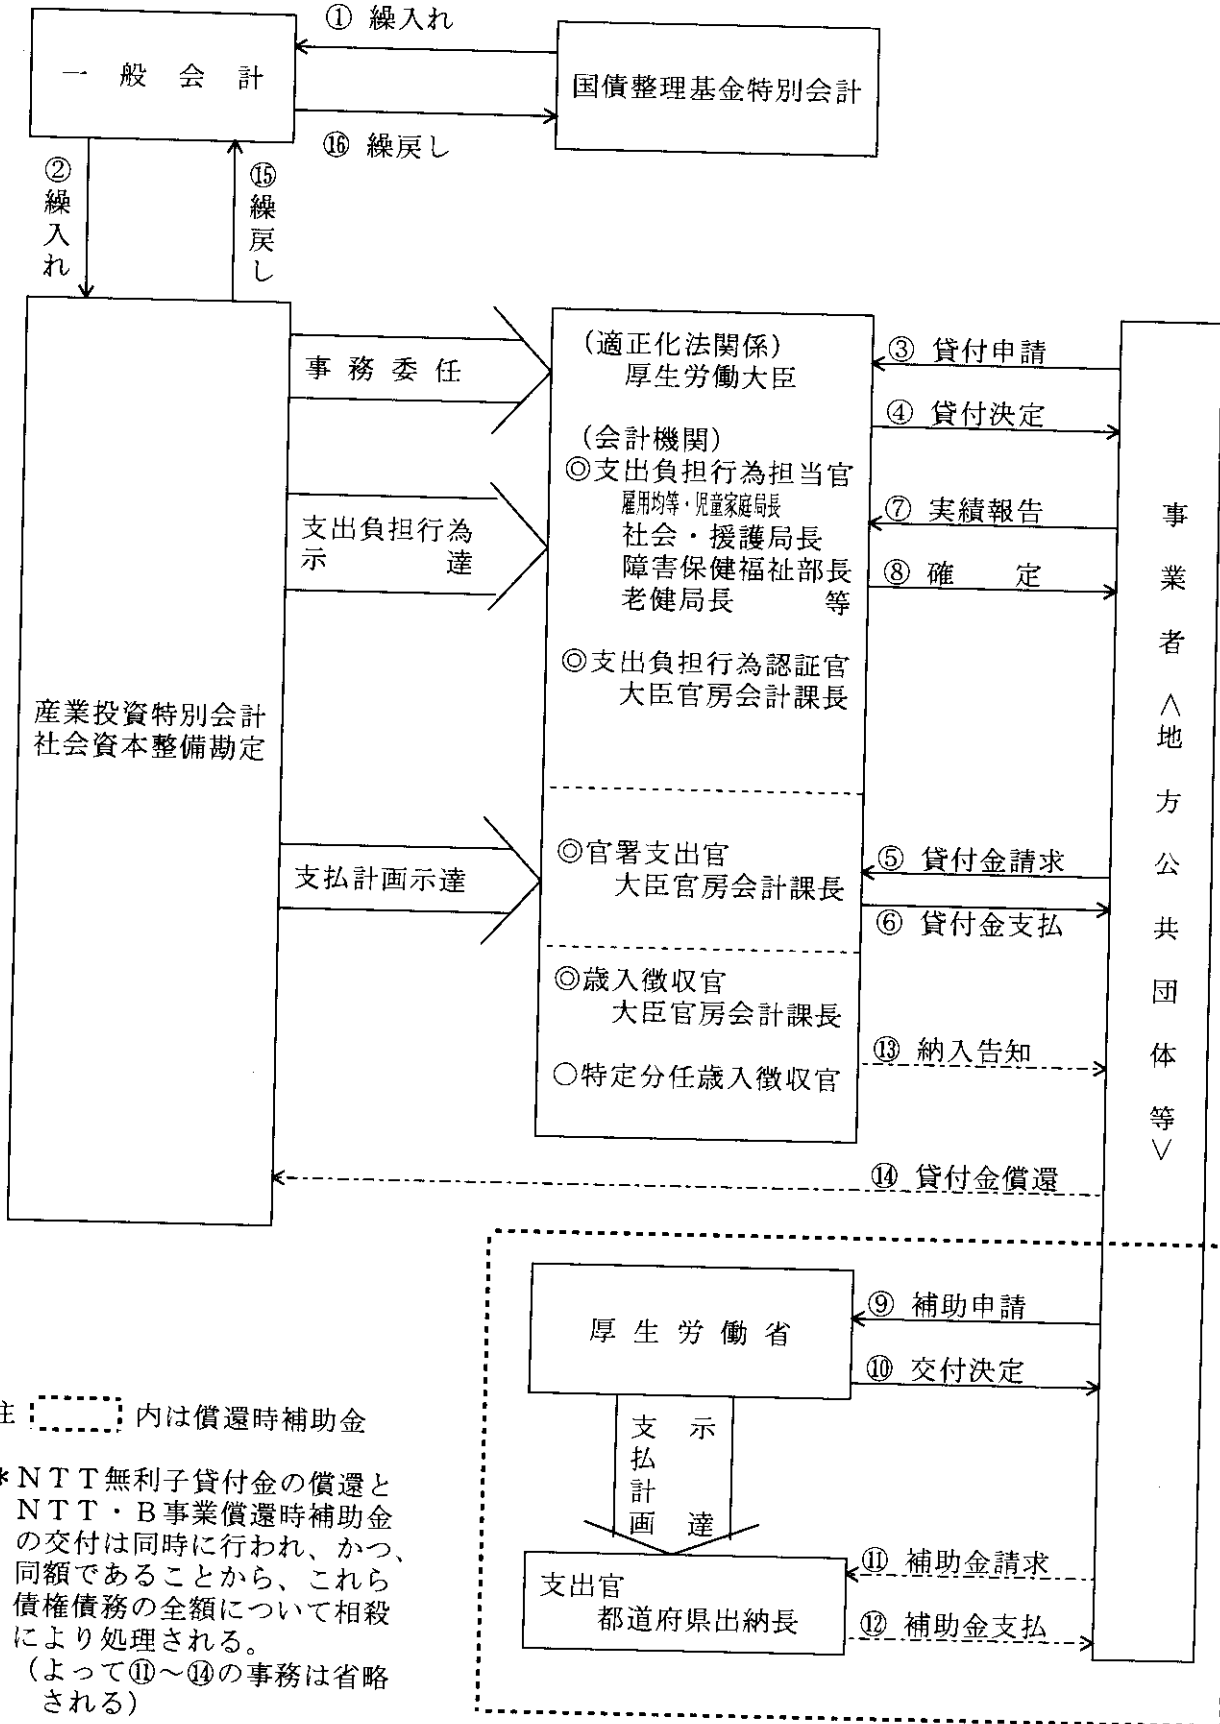 ① 繰入れ
一般会計
国債整理基金特別会計
⑯ 繰戻し
②繰入れ
⑮繰戻し
事務委任
支出負担行為
示達
支払計画示達
産業投資特別会計
社会資本整備勘定
(適正化法関係)
厚生労働大臣
(会計機関)
◎支出負担行為担当官
雇用均等・児童家庭局長
社会・援護局長
障害保健福祉部長
老健局長 等
◎支出負担行為認証官
大臣官房会計課長
◎官署支出官
大臣官房会計課長
◎歳入徴収官
大臣官房会計課長
○特定分任歳入徴収官
③ 貸付申請
④ 貸付決定
⑦ 実績報告
⑧ 確 定
⑤ 貸付金請求
⑥ 貸付金支払
⑬ 納入告知
⑭ 貸付金償還
事業者<地方公共団体等>
厚生労働省
⑨ 補助申請
⑩ 交付決定
支払計画
示達
支出官
都道府県出納長
⑪ 補助金請求
⑫ 補助金支払
注 内は償還時補助金
*NTT無利子貸付金の償還と
NTT・B事業償還時補助金
の交付は同時に行われ、かつ、
同額であることから、これら
債権債務の全額について相殺
により処理される。
(よって⑪~⑭の事務は省略
される)